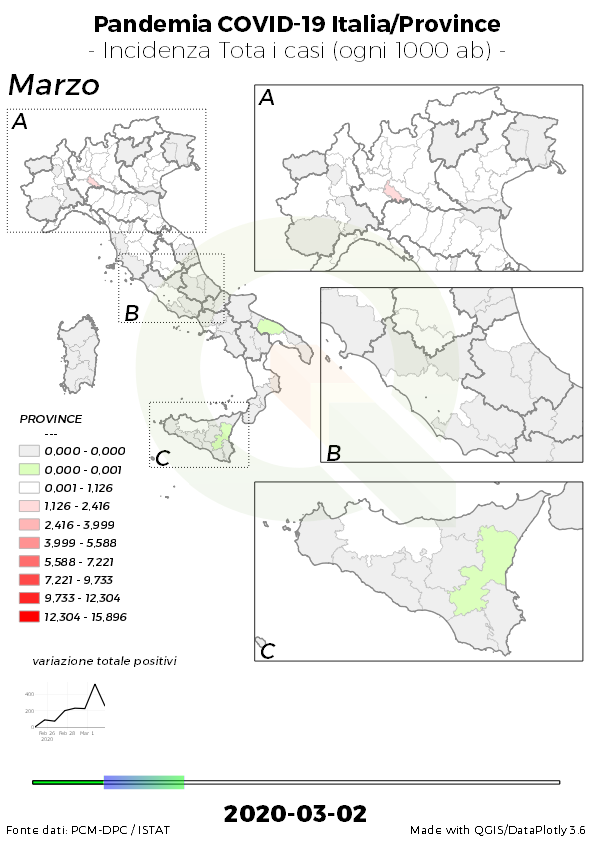 Pandemia COVID-19 Italia/Province
- Incidenza Tota i casi (ogni 1000 ab) -
Marzo
A
A
B
B
C
C
PROVINCE
---
0,000 - 0,000
0,000 - 0,001
0,001 - 1,126
1,126 - 2,416
2,416 - 3,999
3,999 - 5,588
5,588 - 7,221
7,221 - 9,733
9,733 - 12,304
12,304 - 15,896
variazione totale positivi
400
200
0
Feb 26 Feb 28 Mar 1
2020
2020-03-02
Fonte dati: PCM-DPC / ISTAT
Made with QGIS/DataPlotly 3.6